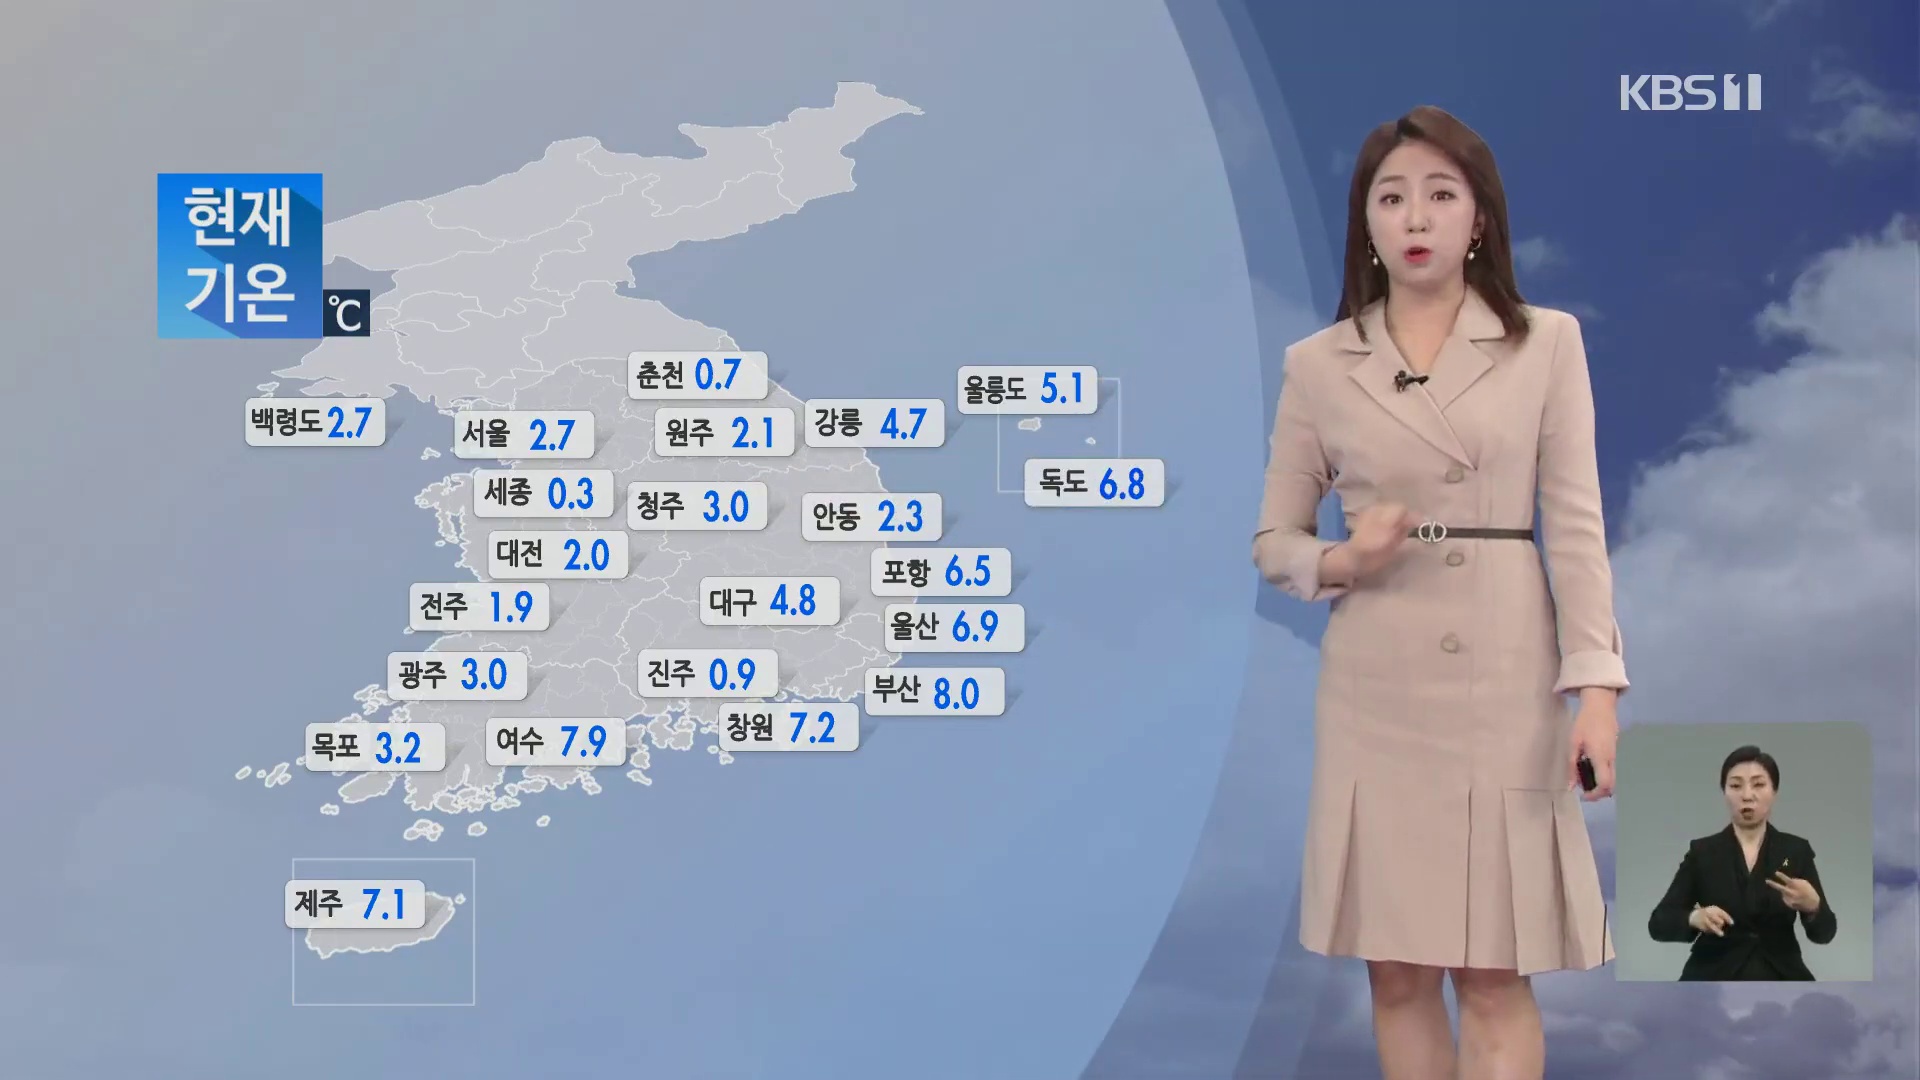 KBS 1
현재
기온
℃
춘천 0.7
울릉도 5.1
백령도 2.7
서울 2.7
원주 2.1
강릉 4.7
독도 6.8
세종 0.3
청주 3.0
안동 2.3
대전 2.0
포항 6.5
전주 1.9
대구 4.8
울산 6.9
광주 3.0
진주 0.9
부산 8.0
목포 3.2
여수 7.9
창원 7.2
제주 7.1